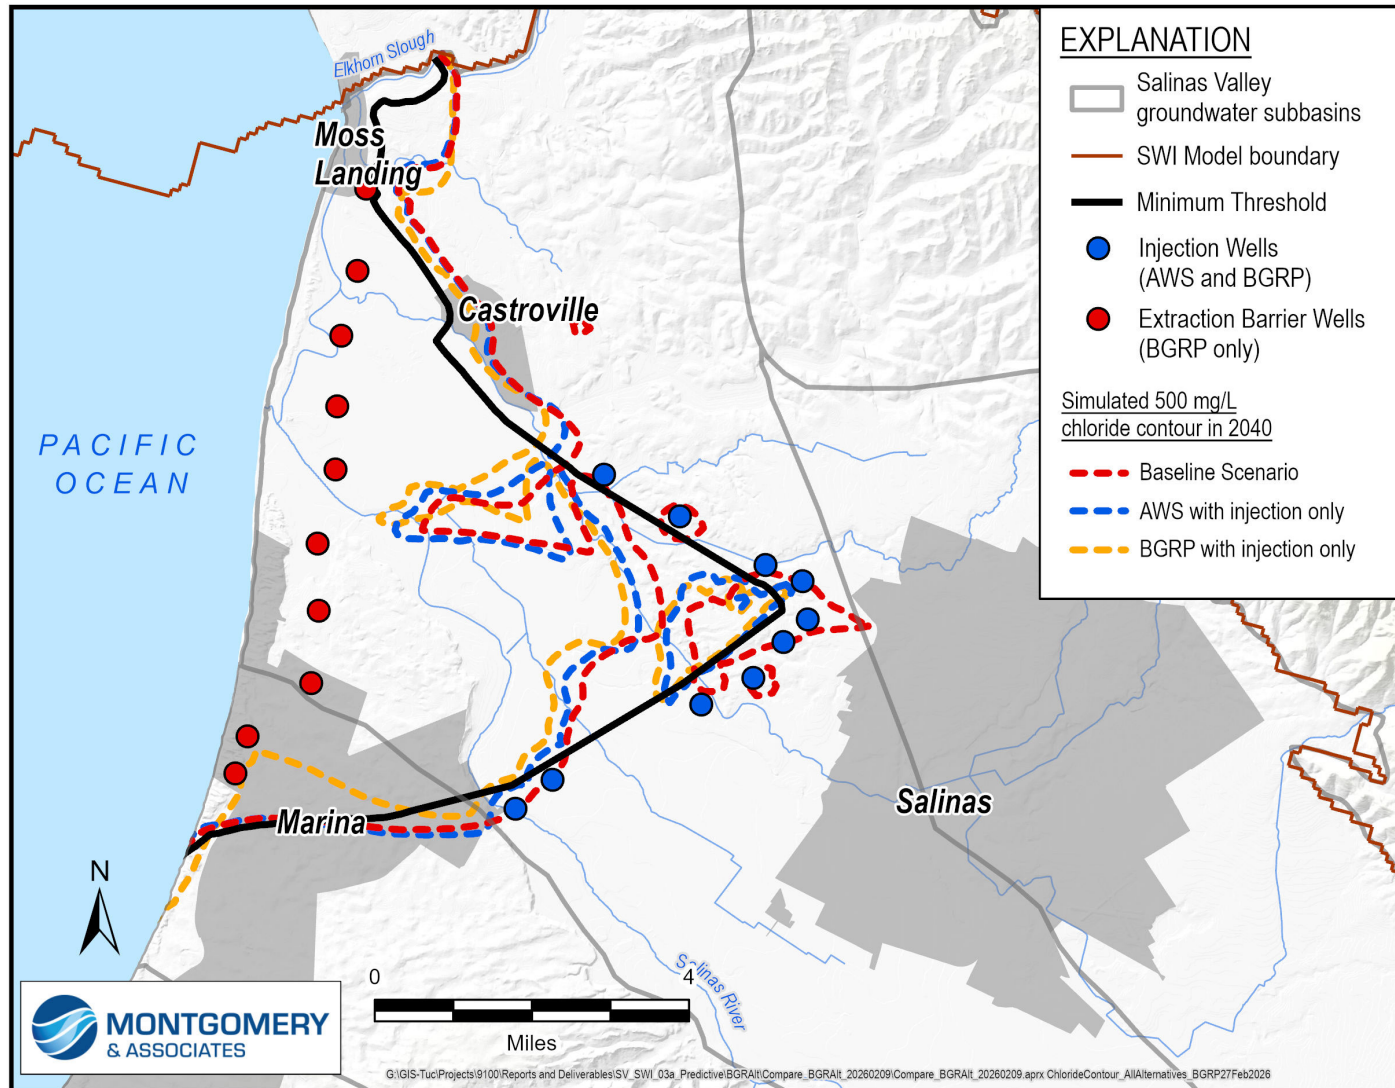 Elkhorn Slough
Moss
Landing
Castroville
PACIFIC
OCEAN
Marina
Salinas
Salinas River
N
0
4
Miles
MONTGOMERY
& ASSOCIATES
G:\GIS-Tuc\Projects\9100\Reports and Deliverables\SV_SWI_03a_Predictive\BGRAlt\Compare_BGRAlt_20260209\Compare_BGRAlt_20260209.aprx ChlorideContour_AllAlternatives_BGRP27Feb2026
EXPLANATION
Salinas Valley
groundwater subbasins
SWI Model boundary
Minimum Threshold
Injection Wells
(AWS and BGRP)
Extraction Barrier Wells
(BGRP only)
Simulated 500 mg/L
chloride contour in 2040
Baseline Scenario
AWS with injection only
BGRP with injection only